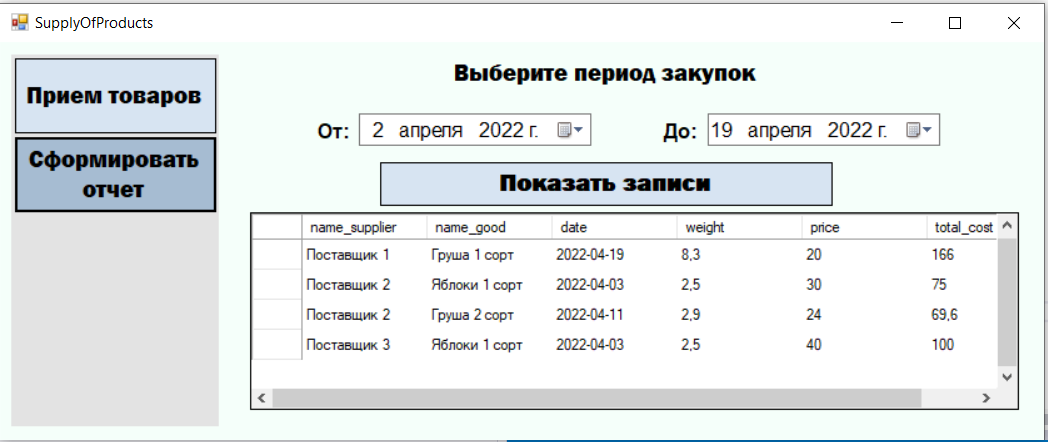 SupplyOfProducts
Прием товаров
Сформировать
отчет
Выберите период закупок
От: 2 апреля 2022 г. До: 19 апреля 2022 г.
Показать записи
name_supplier name_good date weight price total_cost
Поставщик 1 Груша 1 сорт 2022-04-19 8,3 20 166
Поставщик 2 Яблоки 1 сорт 2022-04-03 2,5 30 75
Поставщик 2 Груша 2 сорт 2022-04-11 2,9 24 69,6
Поставщик 3 Яблоки 1 сорт 2022-04-03 2,5 40 100